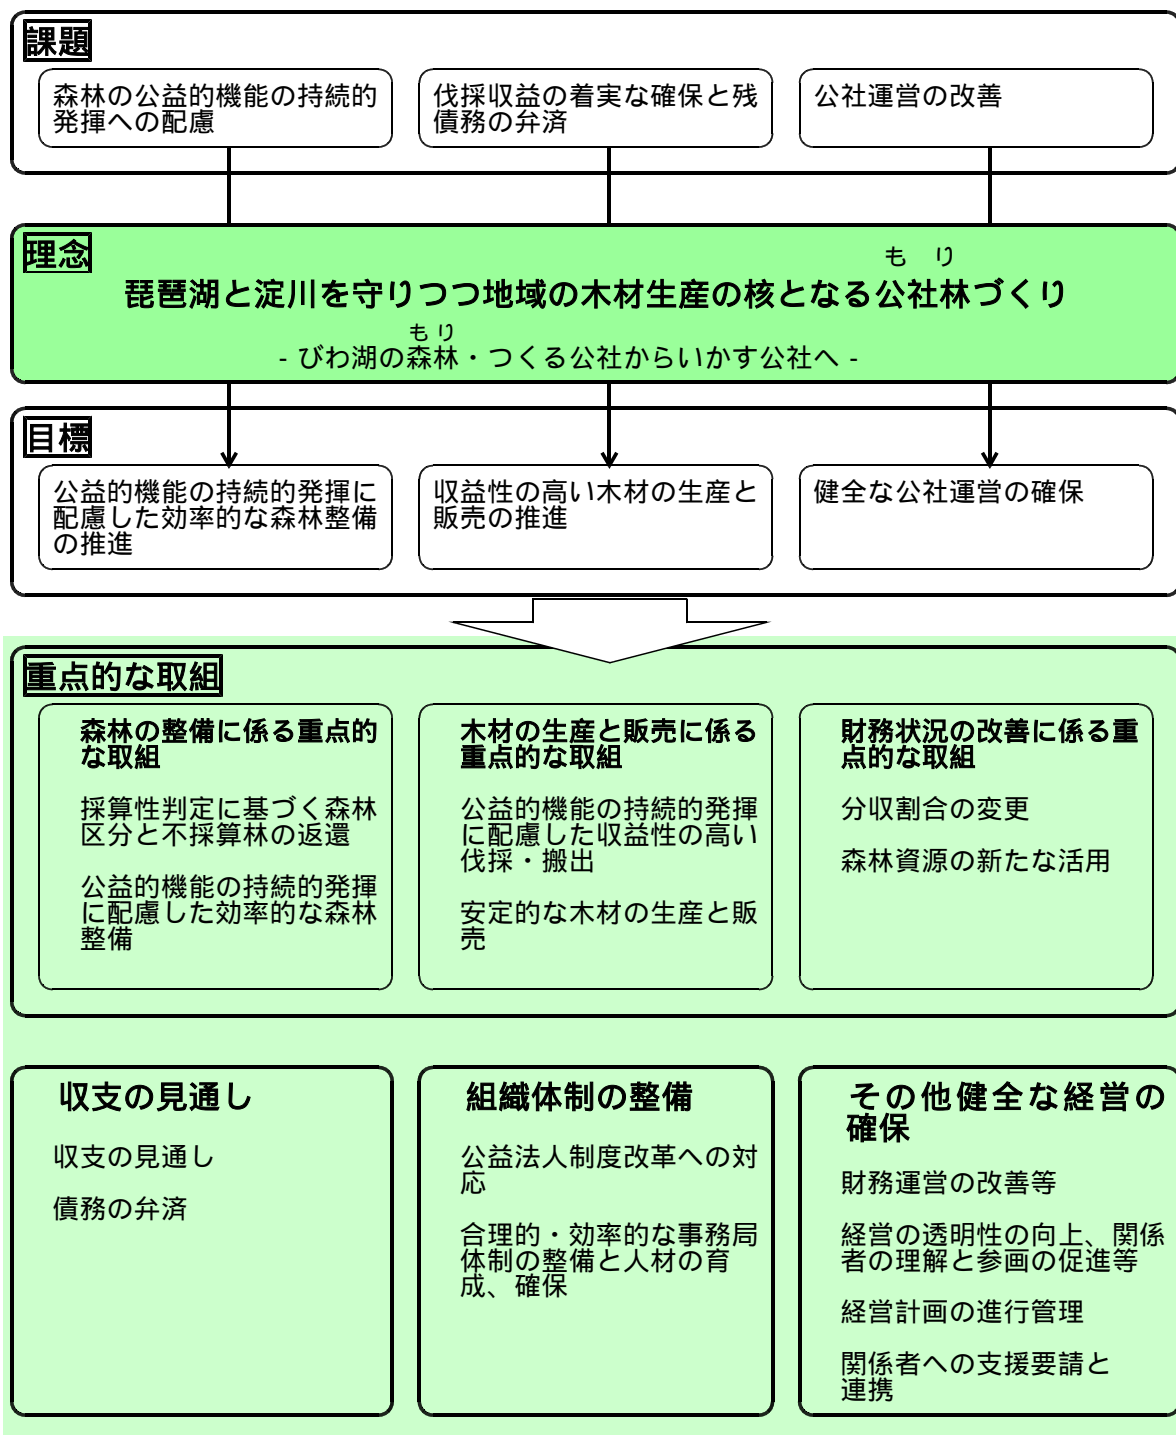 課題
森林の公益的機能の持続的
発揮への配慮
伐採収益の着実な確保と残
債務の弁済
公社運営の改善
理念
も り
琵琶湖と淀川を守りつつ地域の木材生産の核となる公社林づくり
もり
- びわ湖の森林・つくる公社からいかす公社へ -
目標
公益的機能の持続的発揮に
配慮した効率的な森林整備
の推進
収益性の高い木材の生産と
販売の推進
健全な公社運営の確保
重点的な取組
森林の整備に係る重点的
な取組
採算性判定に基づく森林
区分と不採算林の返還
公益的機能の持続的発揮
に配慮した効率的な森林
整備
木材の生産と販売に係る
重点的な取組
公益的機能の持続的発揮
に配慮した収益性の高い
伐採・搬出
安定的な木材の生産と販
売
財務状況の改善に係る重
点的な取組
分収割合の変更
森林資源の新たな活用
収支の見通し
収支の見通し
債務の弁済
組織体制の整備
公益法人制度改革への対
応
合理的・効率的な事務局
体制の整備と人材の育
成、確保
その他健全な経営の
確保
財務運営の改善等
経営の透明性の向上、関係
者の理解と参画の促進等
経営計画の進行管理
関係者への支援要請と
連携